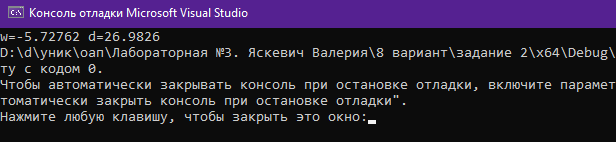 Консоль отладки Microsoft Visual Studio
w=-5.72762 d=26.9826
D:\d\уник\оап\Лабораторная №3. Яскевич Валерия\8 вариант\задание 2\x64\Debug\
ту с кодом 0.
Чтобы автоматически закрывать консоль при остановке отладки, включите парамет
томатически закрыть консоль при остановке отладки".
Нажмите любую клавишу, чтобы закрыть это окно: